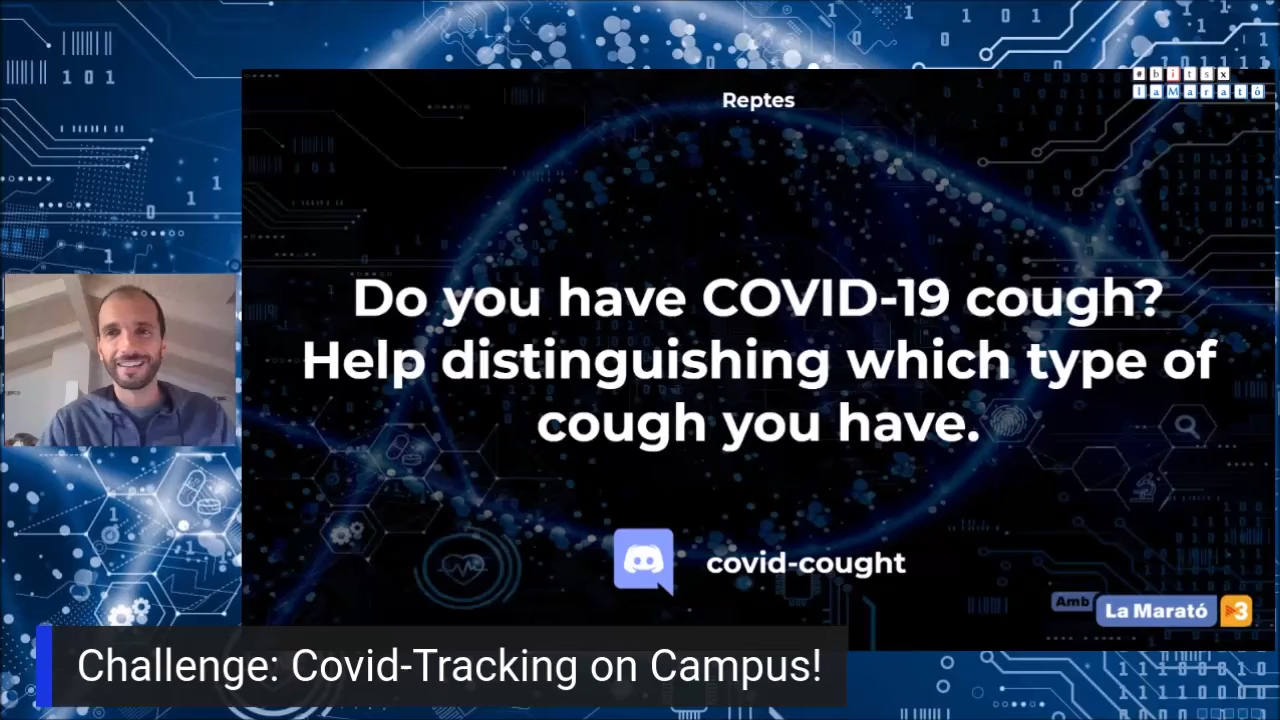 Reptes
#bitsx
laMarató
Do you have COVID-19 cough?
Help distinguishing which type of
cough you have.
covid-cought
Amb
La Marató
3
Challenge: Covid-Tracking on Campus!